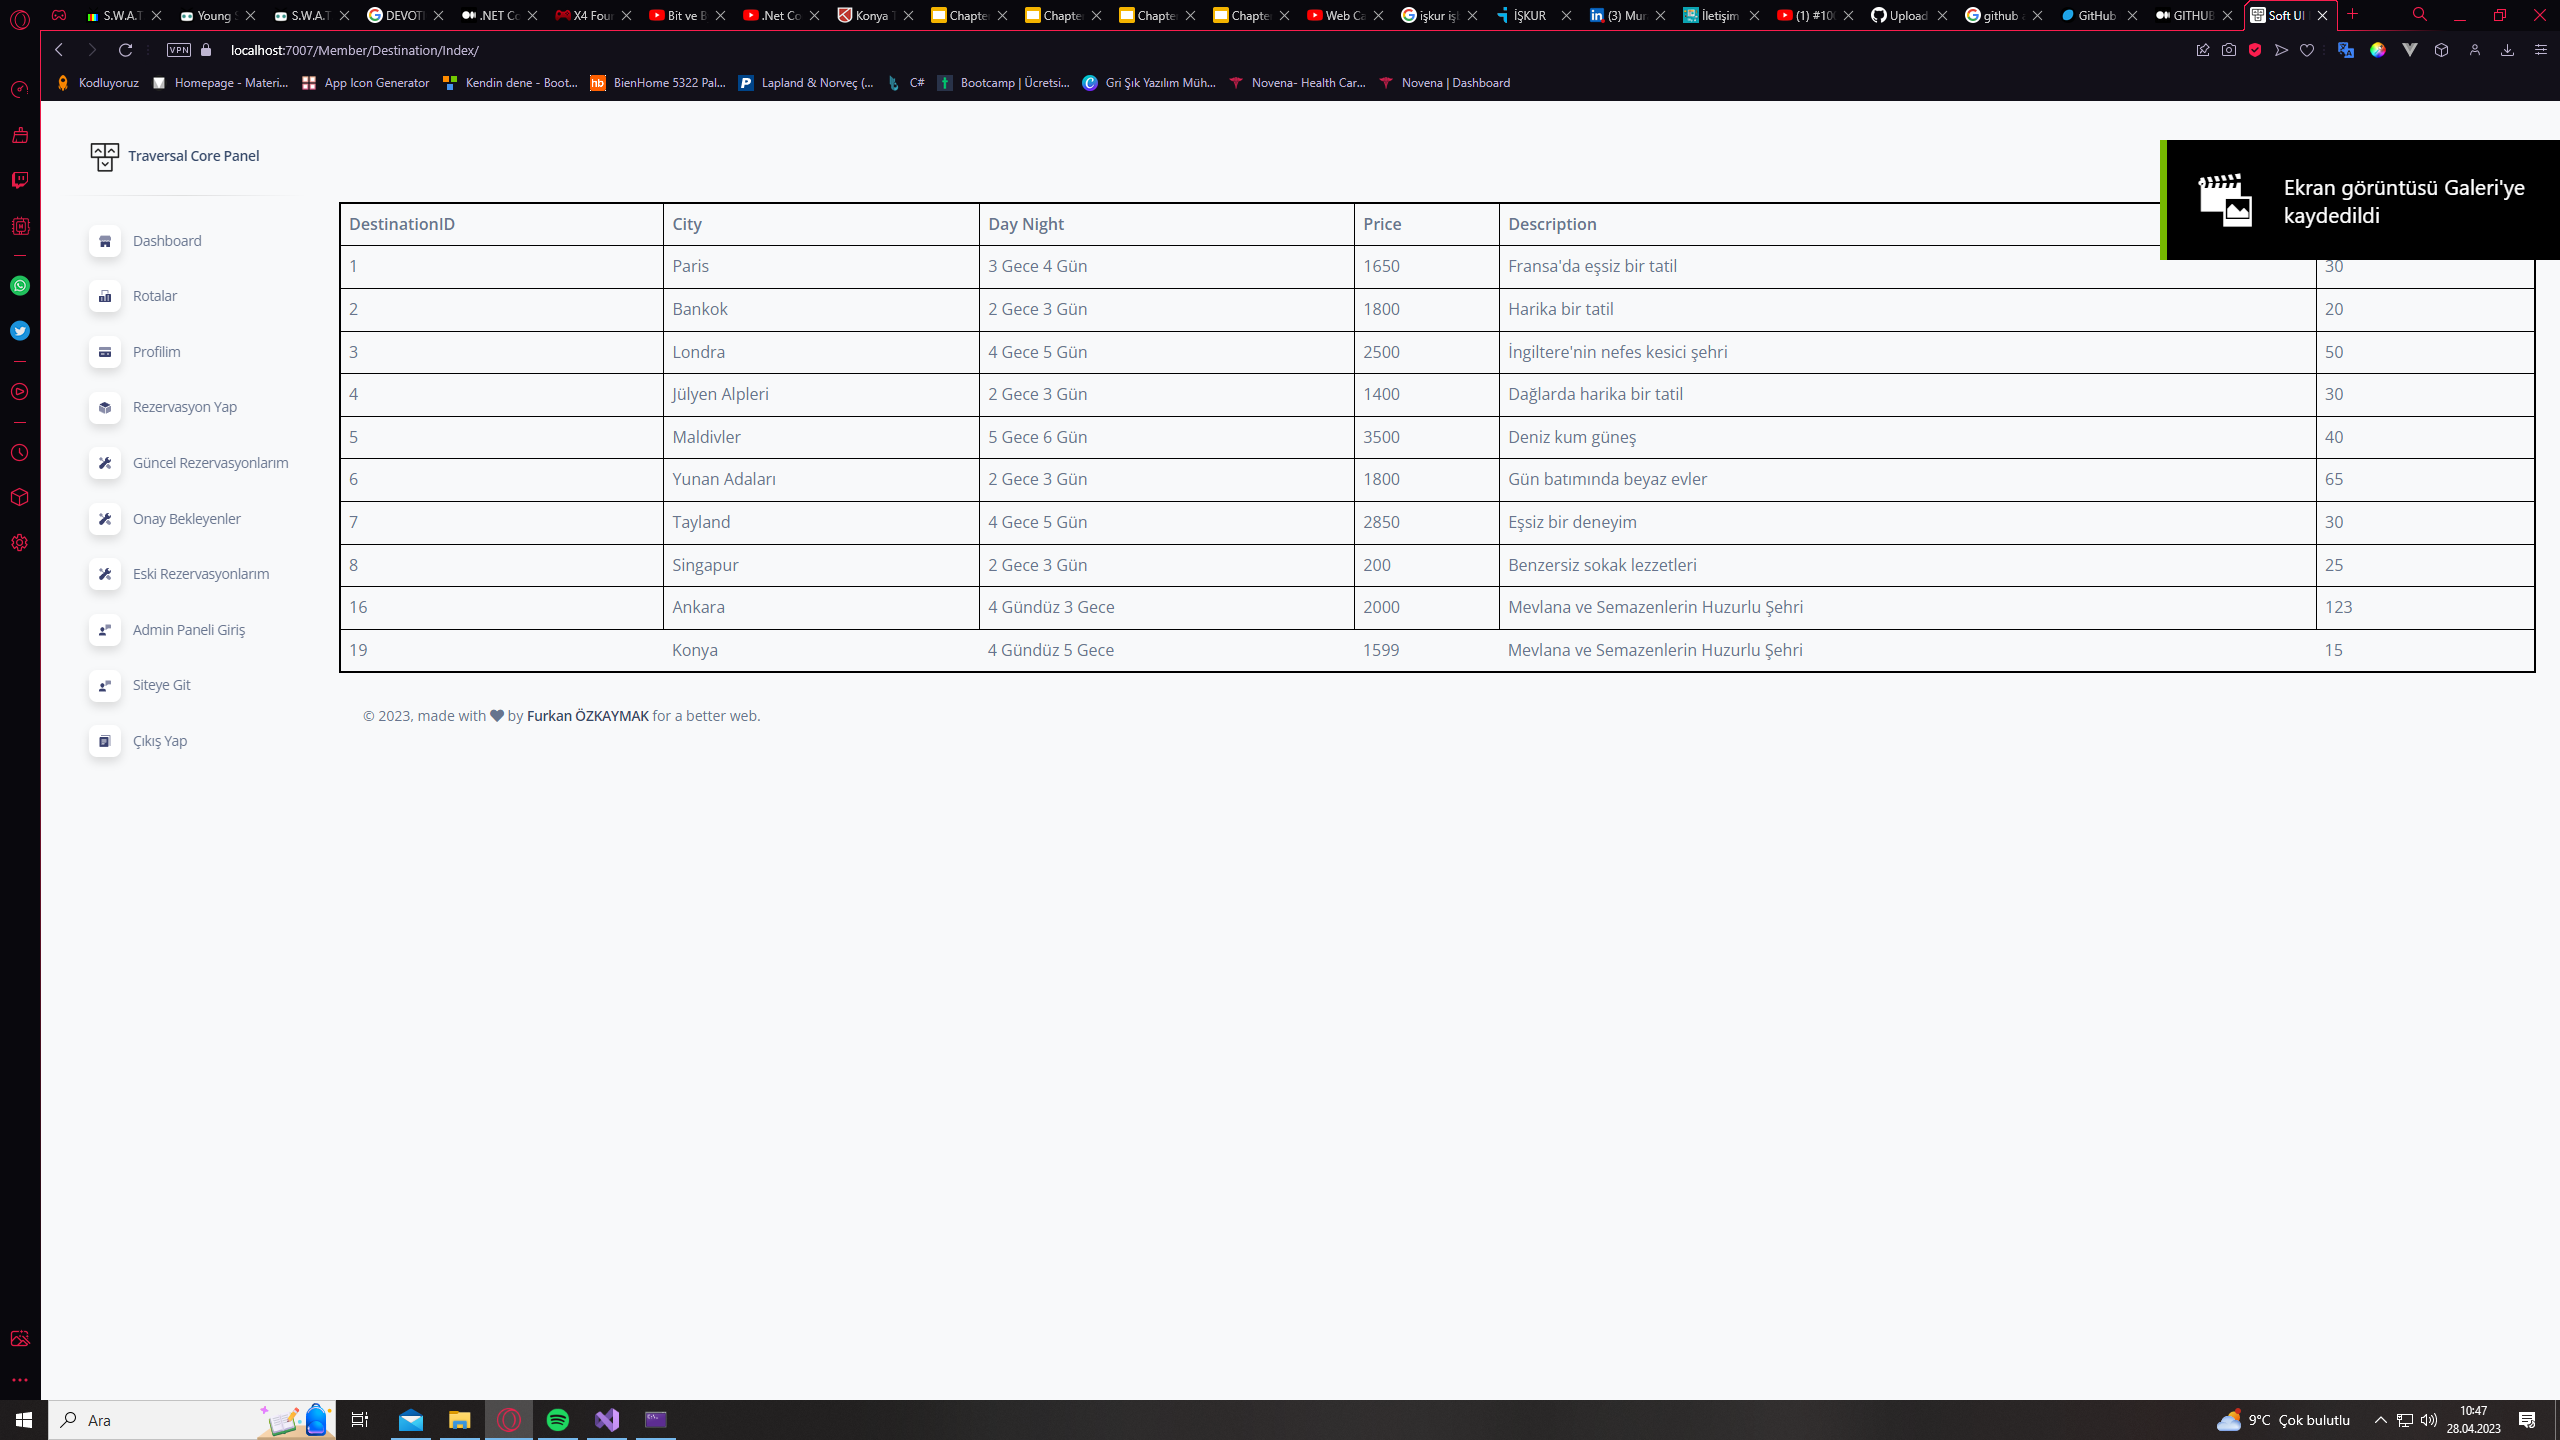 S.W.A.T
Young
S.W.A.T
DEVOTI
.NET Co
X4 Four
Bit ve B
.Net Co
Konya T
Chapte
Chapte
Chapte
Chapte
Web Ca
işkur iş
İŞKUR
(3) Mur
İletişim
(1) #10
Upload
github
GitHub
GITHUB
Soft UI
VPN
localhost:7007/Member/Destination/Index/
Kodluyoruz
Homepage - Materi...
App Icon Generator
Kendin dene - Boot...
BienHome 5322 Pal...
Lapland & Norveç (...
C#
Bootcamp | Ücretsi...
Gri Şık Yazılım Müh...
Novena- Health Car...
Novena | Dashboard
Traversal Core Panel
Ekran görüntüsü Galeri'ye
kaydedildi
Dashboard
Rotalar
Profilim
Rezervasyon Yap
Güncel Rezervasyonlarım
Onay Bekleyenler
Eski Rezervasyonlarım
Admin Paneli Giriş
Siteye Git
Çıkış Yap
DestinationID City Day Night Price Description
1 Paris 3 Gece 4 Gün 1650 Fransa'da eşsiz bir tatil 30
2 Bankok 2 Gece 3 Gün 1800 Harika bir tatil 20
3 Londra 4 Gece 5 Gün 2500 İngiltere'nin nefes kesici şehri 50
4 Jülyen Alpleri 2 Gece 3 Gün 1400 Dağlarda harika bir tatil 30
5 Maldivler 5 Gece 6 Gün 3500 Deniz kum güneş 40
6 Yunan Adaları 2 Gece 3 Gün 1800 Gün batımında beyaz evler 65
7 Tayland 4 Gece 5 Gün 2850 Eşsiz bir deneyim 30
8 Singapur 2 Gece 3 Gün 200 Benzersiz sokak lezzetleri 25
16 Ankara 4 Gündüz 3 Gece 2000 Mevlana ve Semazenlerin Huzurlu Şehri 123
19 Konya 4 Gündüz 5 Gece 1599 Mevlana ve Semazenlerin Huzurlu Şehri 15
© 2023, made with by Furkan ÖZKAYMAK for a better web.
Ara
9°C Çok bulutlu
10:47
28.04.2023